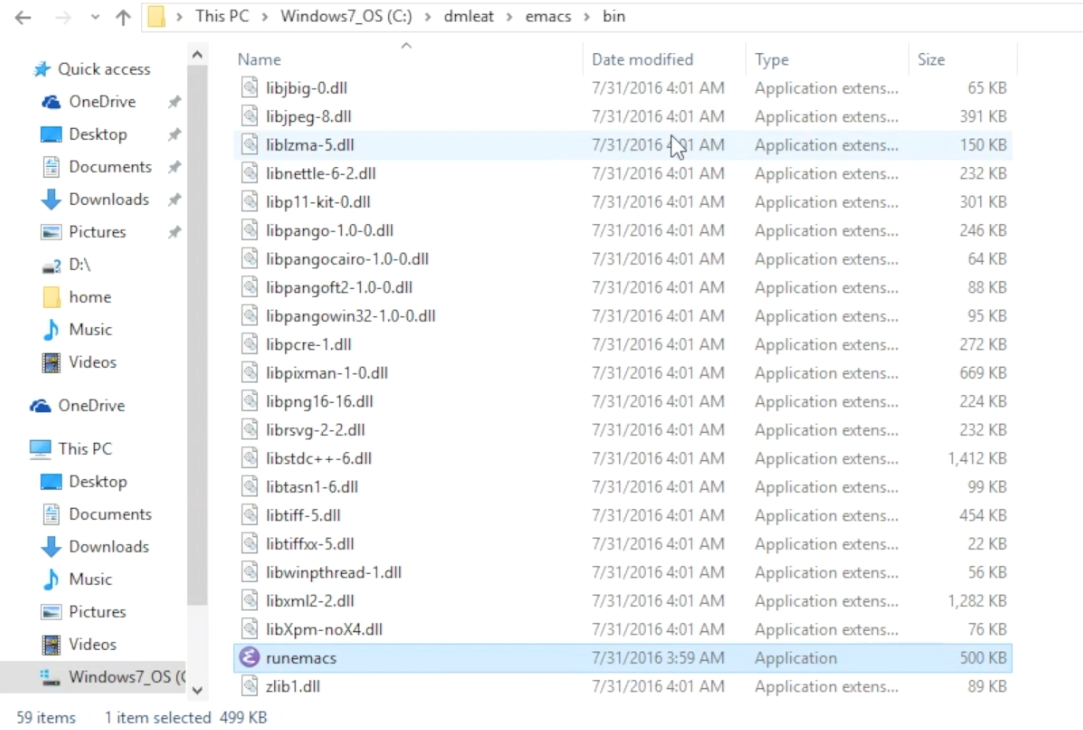 This PC > Windows7_OS (C:) > dmleat > emacs > bin
Quick access
OneDrive
Desktop
Documents
Downloads
Pictures
D:\
home
Music
Videos
OneDrive
This PC
Desktop
Documents
Downloads
Music
Pictures
Videos
Windows7_OS (C
Name Date modified Type Size
libjbig-0.dll 7/31/2016 4:01 AM Application extens... 65 KB
libjpeg-8.dll 7/31/2016 4:01 AM Application extens... 391 KB
liblzma-5.dll 7/31/2016 4:01 AM Application extens... 150 KB
libnettle-6-2.dll 7/31/2016 4:01 AM Application extens... 232 KB
libp11-kit-0.dll 7/31/2016 4:01 AM Application extens... 301 KB
libpango-1.0-0.dll 7/31/2016 4:01 AM Application extens... 246 KB
libpangocairo-1.0-0.dll 7/31/2016 4:01 AM Application extens... 64 KB
libpangoft2-1.0-0.dll 7/31/2016 4:01 AM Application extens... 88 KB
libpangowin32-1.0-0.dll 7/31/2016 4:01 AM Application extens... 95 KB
libpcre-1.dll 7/31/2016 4:01 AM Application extens... 272 KB
libpixman-1-0.dll 7/31/2016 4:01 AM Application extens... 669 KB
libpng16-16.dll 7/31/2016 4:01 AM Application extens... 224 KB
librsvg-2-2.dll 7/31/2016 4:01 AM Application extens... 232 KB
libstdc++-6.dll 7/31/2016 4:01 AM Application extens... 1,412 KB
libtasn1-6.dll 7/31/2016 4:01 AM Application extens... 99 KB
libtiff-5.dll 7/31/2016 4:01 AM Application extens... 454 KB
libtiffxx-5.dll 7/31/2016 4:01 AM Application extens... 22 KB
libwinpthread-1.dll 7/31/2016 4:01 AM Application extens... 56 KB
libxml2-2.dll 7/31/2016 4:01 AM Application extens... 1,282 KB
libXpm-noX4.dll 7/31/2016 4:01 AM Application extens... 76 KB
runemacs 7/31/2016 3:59 AM Application 500 KB
zlib1.dll 7/31/2016 4:01 AM Application extens... 89 KB
59 items 1 item selected 499 KB